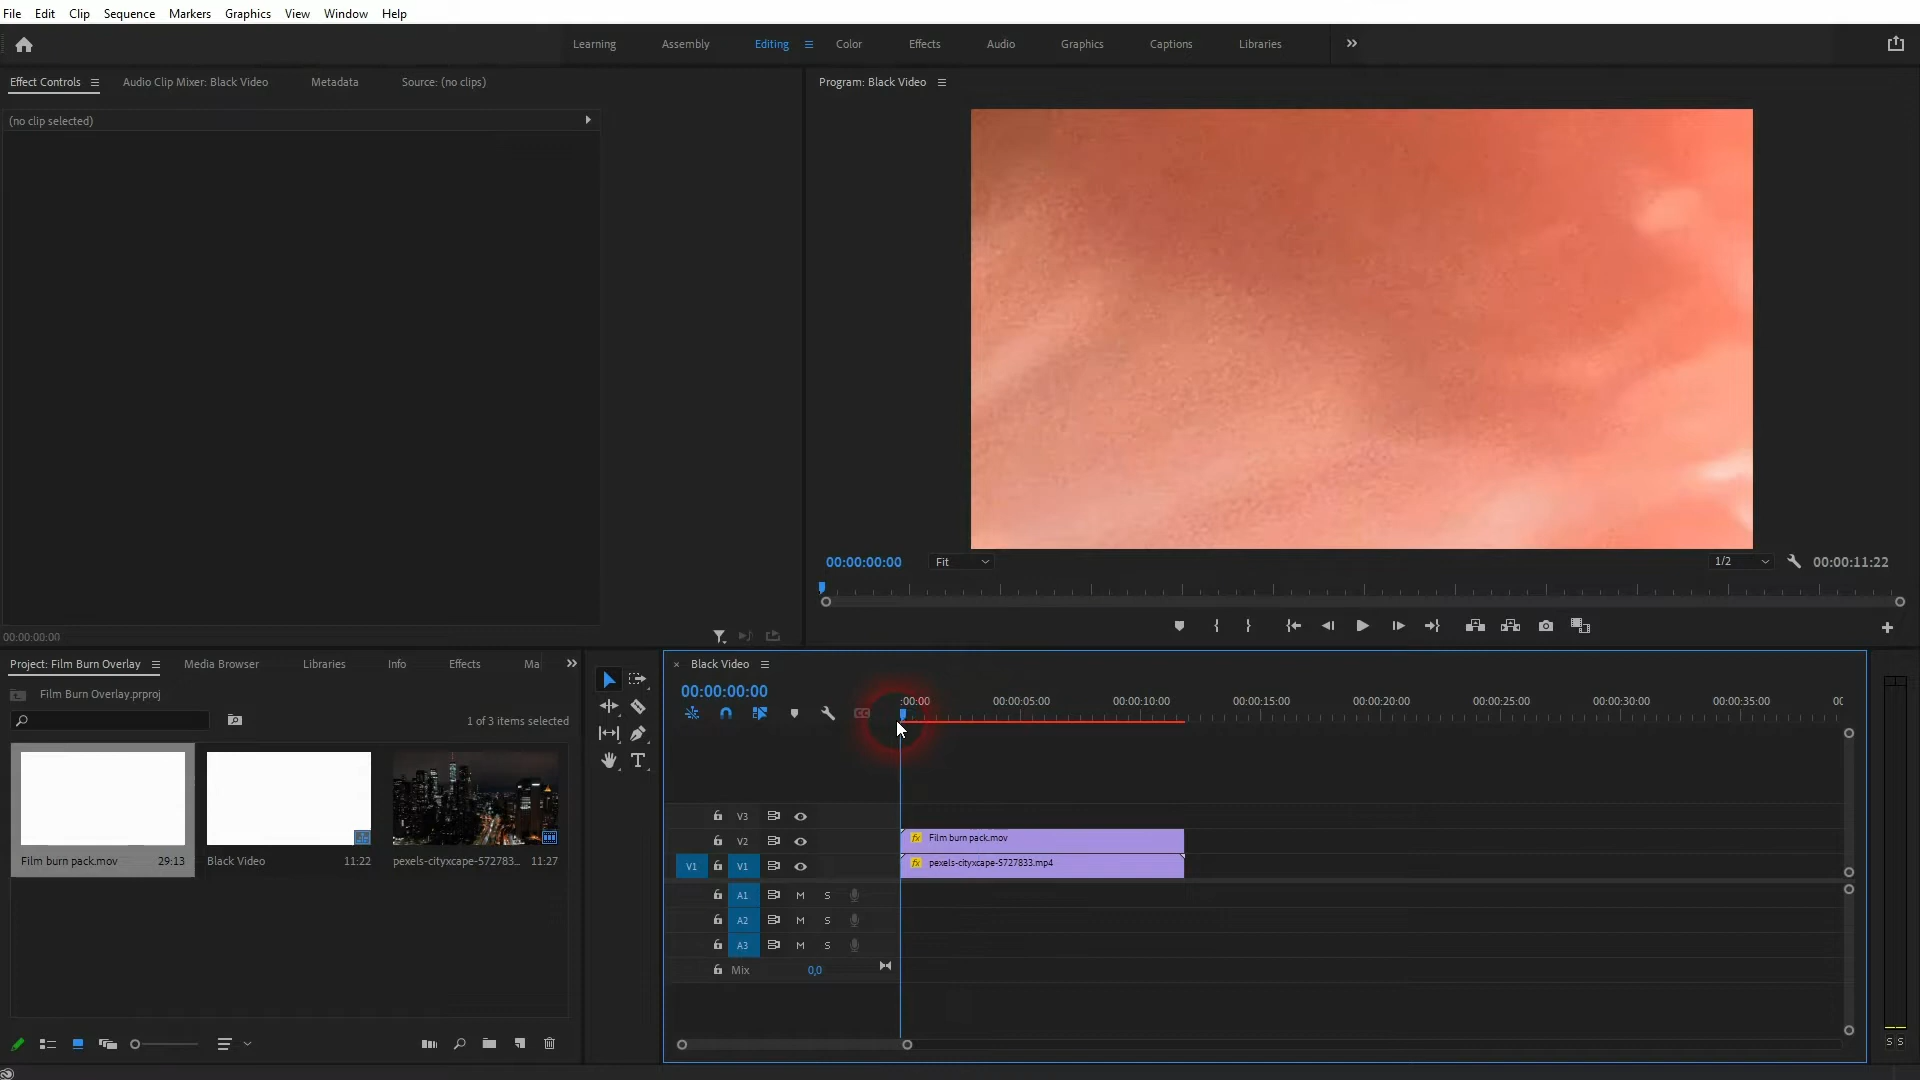 File Edit Clip Sequence Markers Graphics View Window Help
Learning Assembly Editing Color Effects Audio Graphics Captions Libraries
Effect Controls Audio Clip Mixer: Black Video Metadata Source: (no clips)
Program: Black Video
(no clip selected)
00:00:00:00 Fit 1/2 00:00:11:22
00:00:00:00
Project: Film Burn Overlay Media Browser Libraries Info Effects Ma
Film Burn Overlay.prproj
1 of 3 items selected
Film burn pack.mov 29:13
Black Video 11:22
pexels-cityxcape-572783... 11:27
Black Video
00:00:00:00
:00:00 00:00:05:00 00:00:10:00 00:00:15:00 00:00:20:00 00:00:25:00 00:00:30:00 00:00:35:00 00
CC
V3
V2 Film burn pack.mov
V1 V1 pexels-cityxcape-5727833.mp4
A1 M S
A2 M S
A3 M S
Mix 0,0
S S